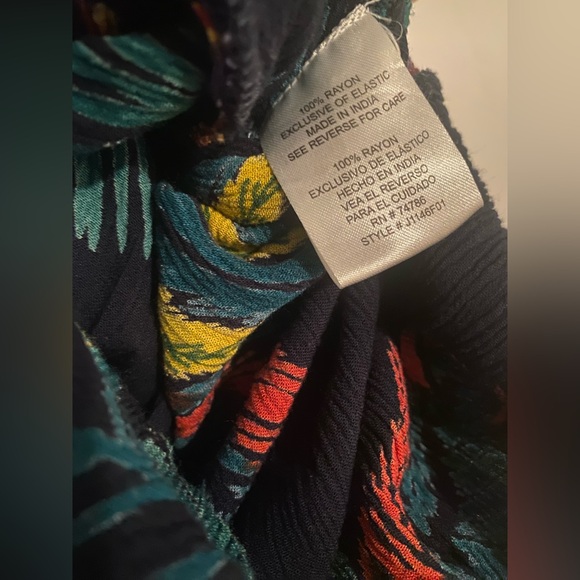 100% RAYON
EXCLUSIVE OF ELASTIC
MADE IN INDIA
SEE REVERSE FOR CARE
100% RAYON
EXCLUSIVO DE ELÁSTICO
HECHO EN INDIA
VEA EL REVERSO
PARA EL CUIDADO
RN # 74786
STYLE # J1146F01